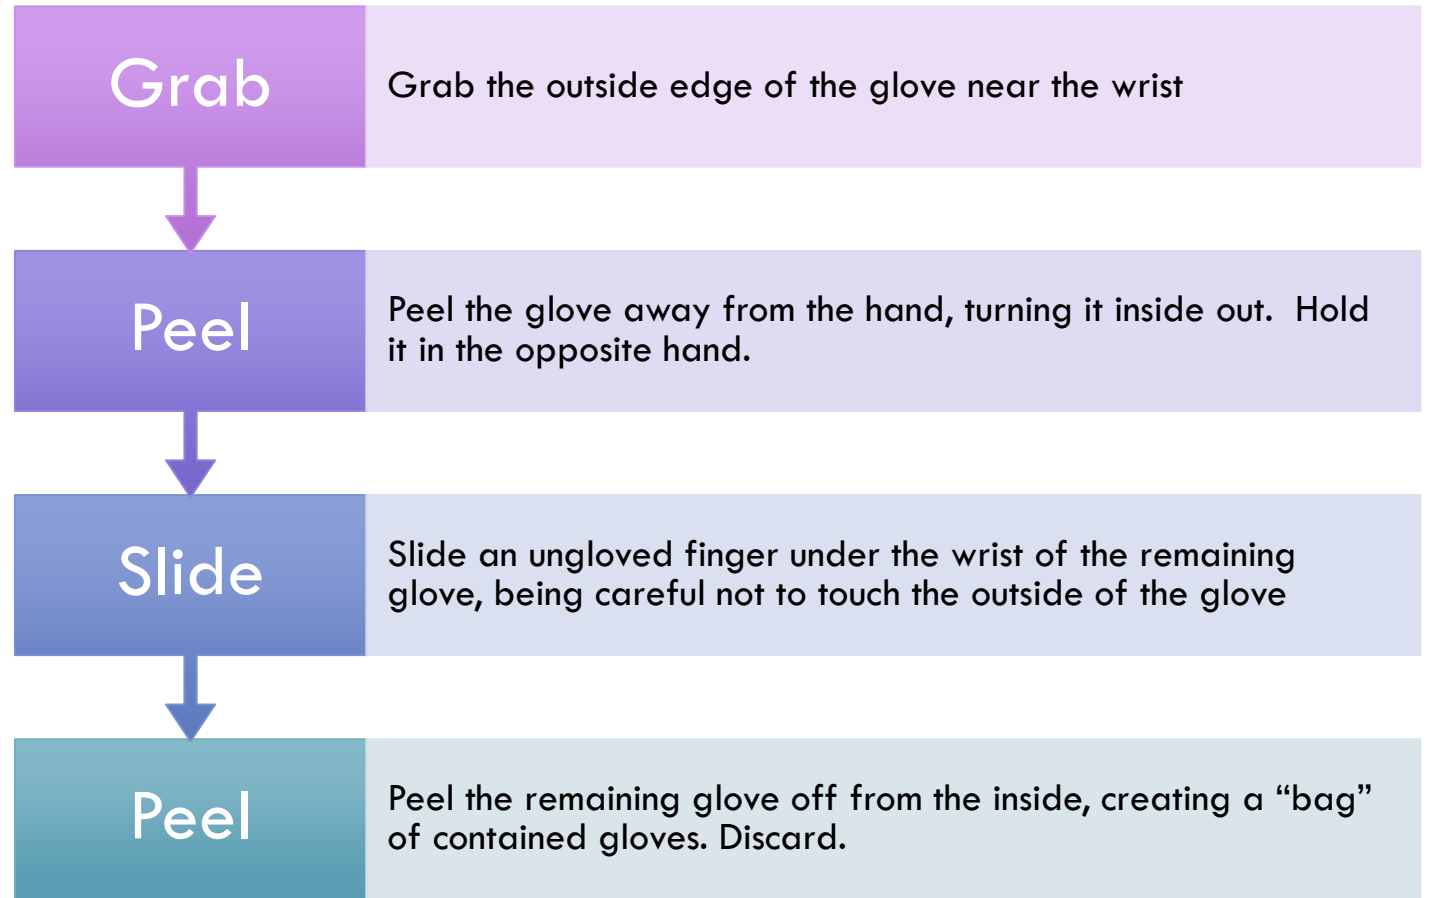 Grab
Grab the outside edge of the glove near the wrist
Peel
Peel the glove away from the hand, turning it inside out.  Hold
it in the opposite hand.
Slide
Slide an ungloved finger under the wrist of the remaining
glove, being careful not to touch the outside of the glove
Peel
Peel the remaining glove off from the inside, creating a “bag”
of contained gloves. Discard.